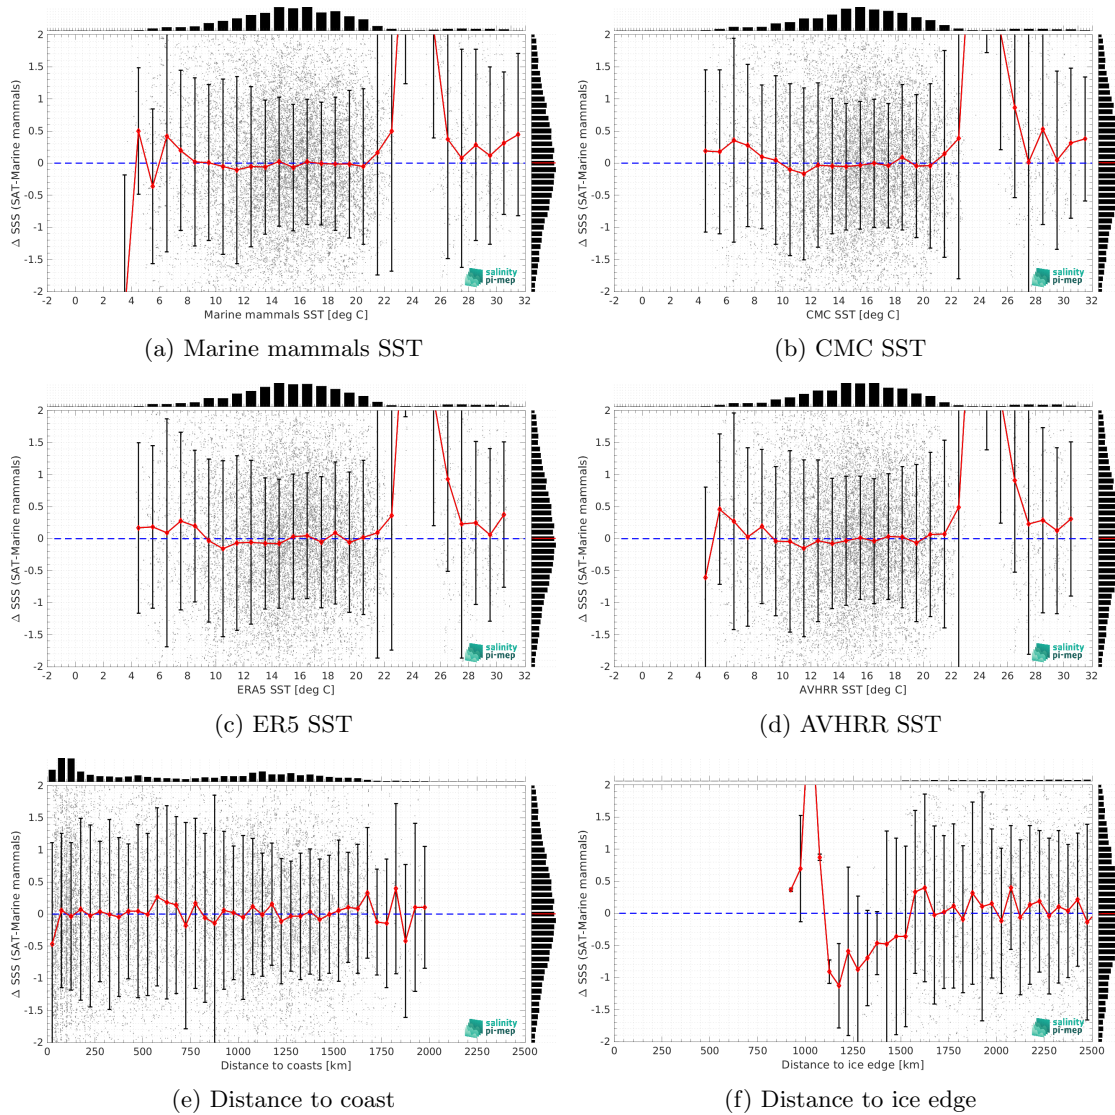 2
1.5
1
0.5
0
-0.5
-1
-1.5
-2
Δ SSS (SAT-Marine mammals)
-2 0 2 4 6 8 10 12 14 16 18 20 22 24 26 28 30 32
Marine mammals SST [deg C]
salinity
pi-mep
(a) Marine mammals SST
2
1.5
1
0.5
0
-0.5
-1
-1.5
-2
Δ SSS (SAT-Marine mammals)
-2 0 2 4 6 8 10 12 14 16 18 20 22 24 26 28 30 32
CMC SST [deg C]
salinity
pi-mep
(b) CMC SST
2
1.5
1
0.5
0
-0.5
-1
-1.5
-2
Δ SSS (SAT-Marine mammals)
-2 0 2 4 6 8 10 12 14 16 18 20 22 24 26 28 30 32
ERA5 SST [deg C]
salinity
pi-mep
(c) ER5 SST
2
1.5
1
0.5
0
-0.5
-1
-1.5
-2
Δ SSS (SAT-Marine mammals)
-2 0 2 4 6 8 10 12 14 16 18 20 22 24 26 28 30 32
AVHRR SST [deg C]
salinity
pi-mep
(d) AVHRR SST
2
1.5
1
0.5
0
-0.5
-1
-1.5
-2
Δ SSS (SAT-Marine mammals)
0 250 500 750 1000 1250 1500 1750 2000 2250 2500
Distance to coasts [km]
salinity
pi-mep
(e) Distance to coast
2
1.5
1
0.5
0
-0.5
-1
-1.5
-2
Δ SSS (SAT-Marine mammals)
0 250 500 750 1000 1250 1500 1750 2000 2250 2500
Distance to ice edge [km]
salinity
pi-mep
(f) Distance to ice edge